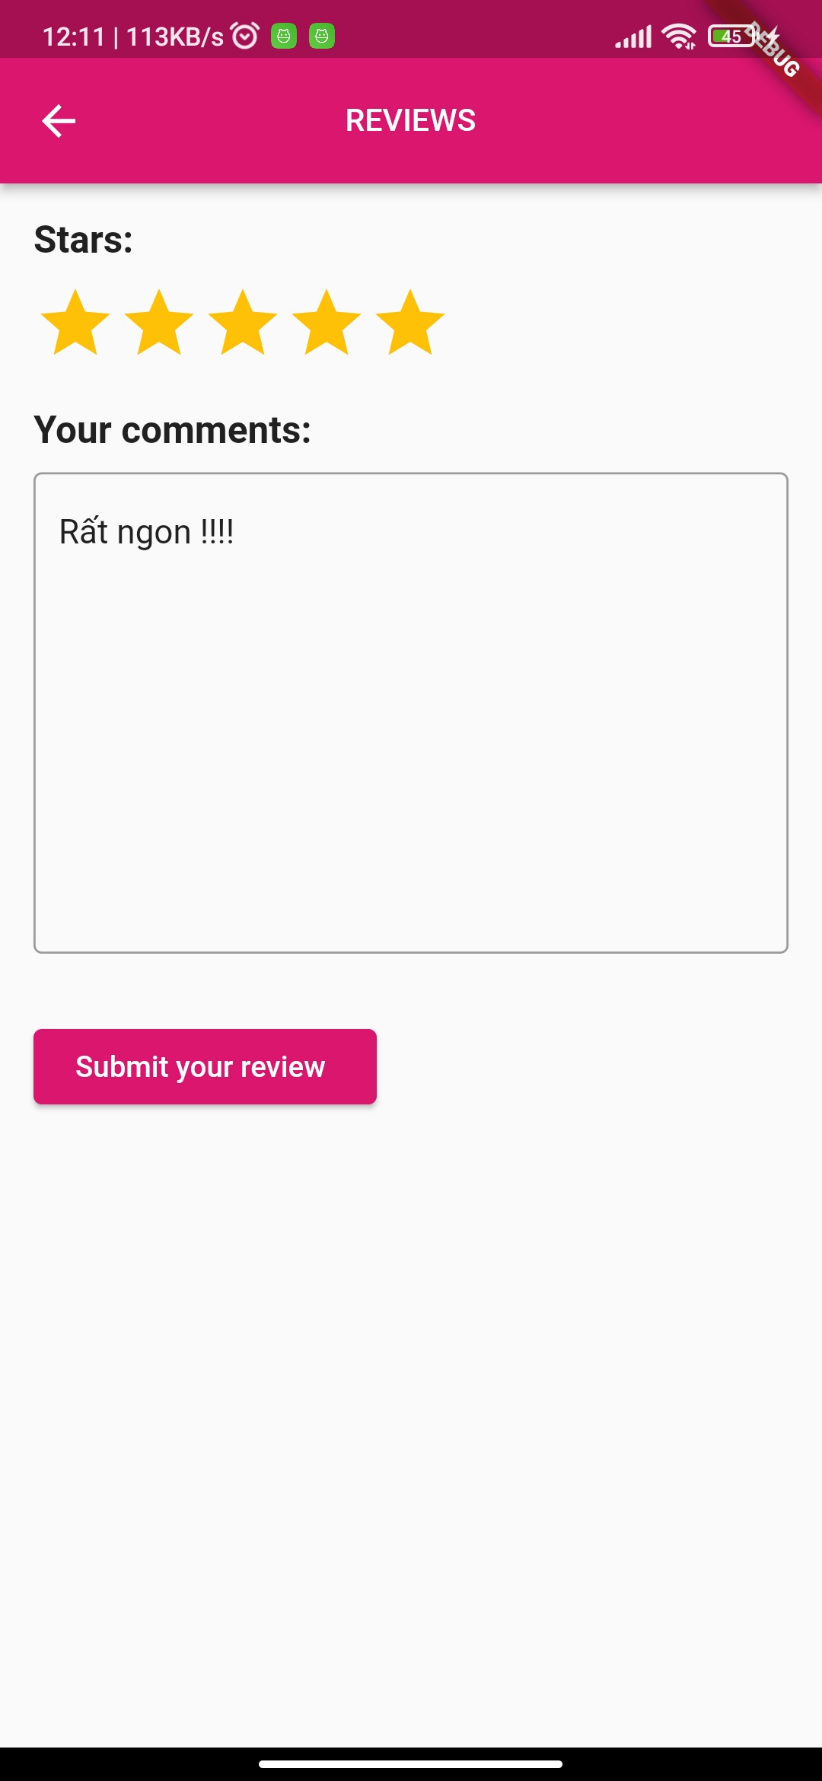 12:11 | 113KB/s
45
DEBUG
REVIEWS
Stars:
Your comments:
Rất ngon !!!!
Submit your review